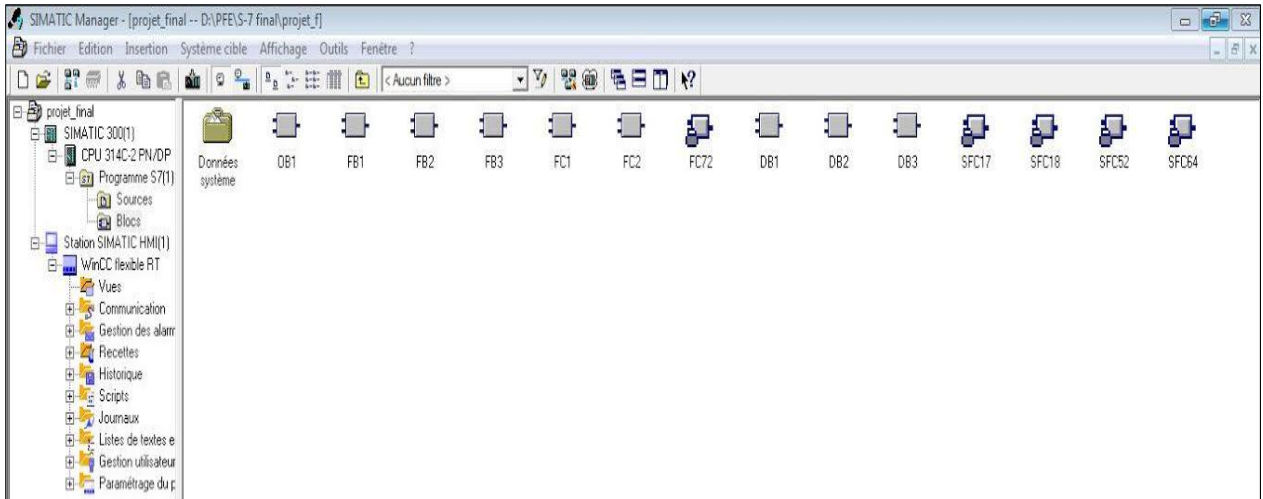 SIMATIC Manager - [projet_final -- D:\PFE\S-7 final\projet_f]
Fichier Edition Insertion Système cible Affichage Outils Fenêtre ?
< Aucun filtre >
projet_final
SIMATIC 300(1)
CPU 314C-2 PN/DP
Programme S7(1)
Sources
Blocs
Station SIMATIC HMI(1)
WinCC flexible RT
Vues
Communication
Gestion des alarm
Recettes
Historique
Scripts
Journaux
Listes de textes e
Gestion utilisateur
Paramétrage du p
Données système
OB1
FB1
FB2
FB3
FC1
FC2
FC72
DB1
DB2
DB3
SFC17
SFC18
SFC52
SFC64